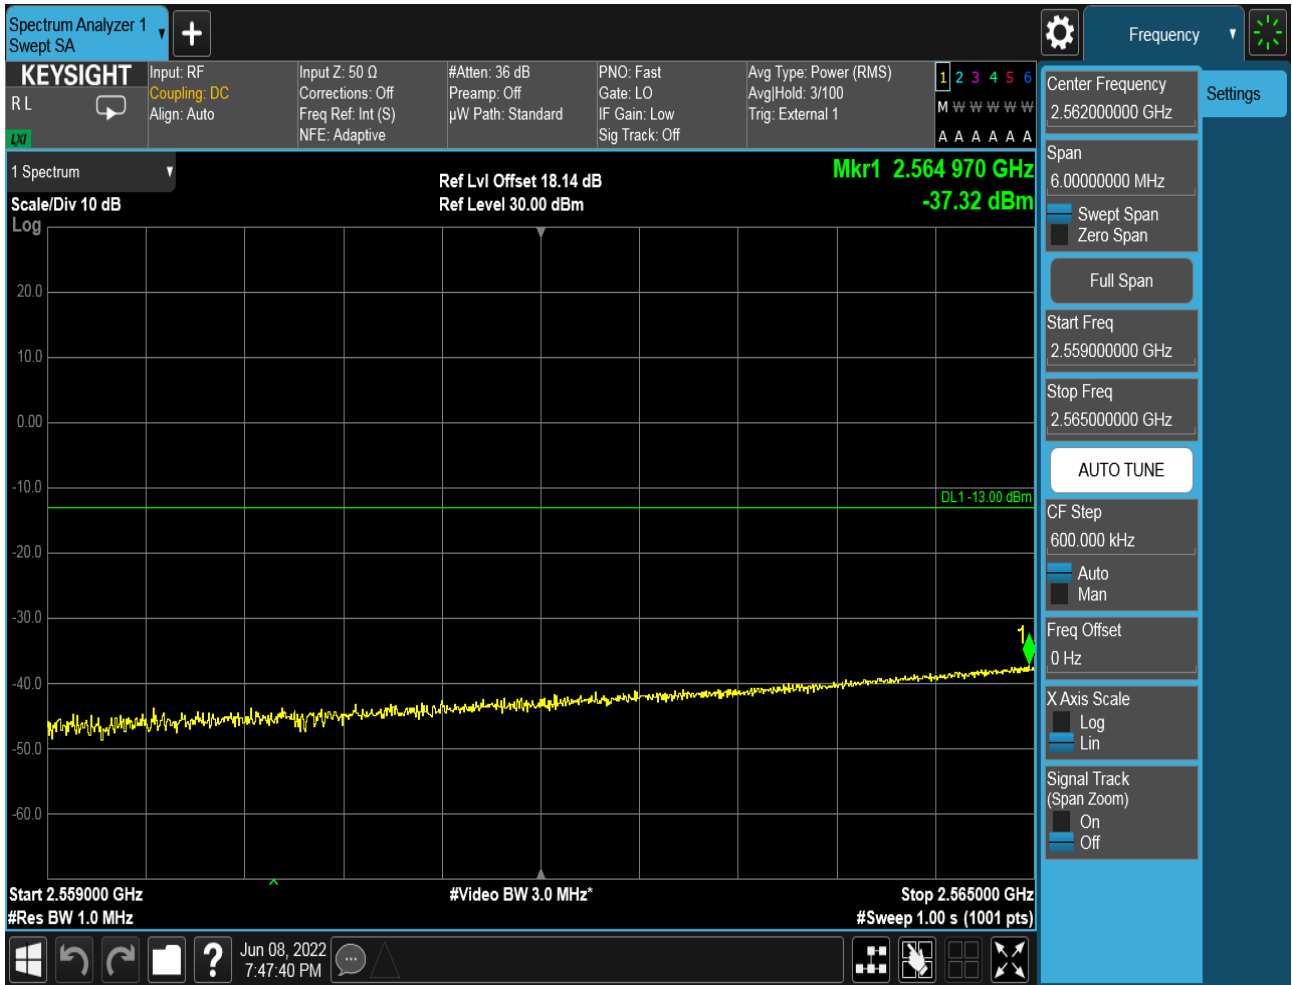 Spectrum Analyzer 1
Swept SA
Frequency
KEYSIGHT
R L
LXI
Input: RF
Coupling: DC
Align: Auto
Input Z: 50 Ω
Corrections: Off
Freq Ref: Int (S)
NFE: Adaptive
#Atten: 36 dB
Preamp: Off
µW Path: Standard
PNO: Fast
Gate: LO
IF Gain: Low
Sig Track: Off
Avg Type: Power (RMS)
Avg|Hold: 3/100
Trig: External 1
1 2 3 4 5 6
M W W W W W
A A A A A A
1 Spectrum
Scale/Div 10 dB
Log
Ref Lvl Offset 18.14 dB
Ref Level 30.00 dBm
Mkr1 2.564 970 GHz
-37.32 dBm
20.0
10.0
0.00
-10.0
-20.0
-30.0
-40.0
-50.0
-60.0
DL1 -13.00 dBm
1
Start 2.559000 GHz
#Res BW 1.0 MHz
#Video BW 3.0 MHz*
Stop 2.565000 GHz
#Sweep 1.00 s (1001 pts)
Center Frequency
2.562000000 GHz
Settings
Span
6.00000000 MHz
Swept Span
Zero Span
Full Span
Start Freq
2.559000000 GHz
Stop Freq
2.565000000 GHz
AUTO TUNE
CF Step
600.000 kHz
Auto
Man
Freq Offset
0 Hz
X Axis Scale
Log
Lin
Signal Track
(Span Zoom)
On
Off
?
Jun 08, 2022
7:47:40 PM